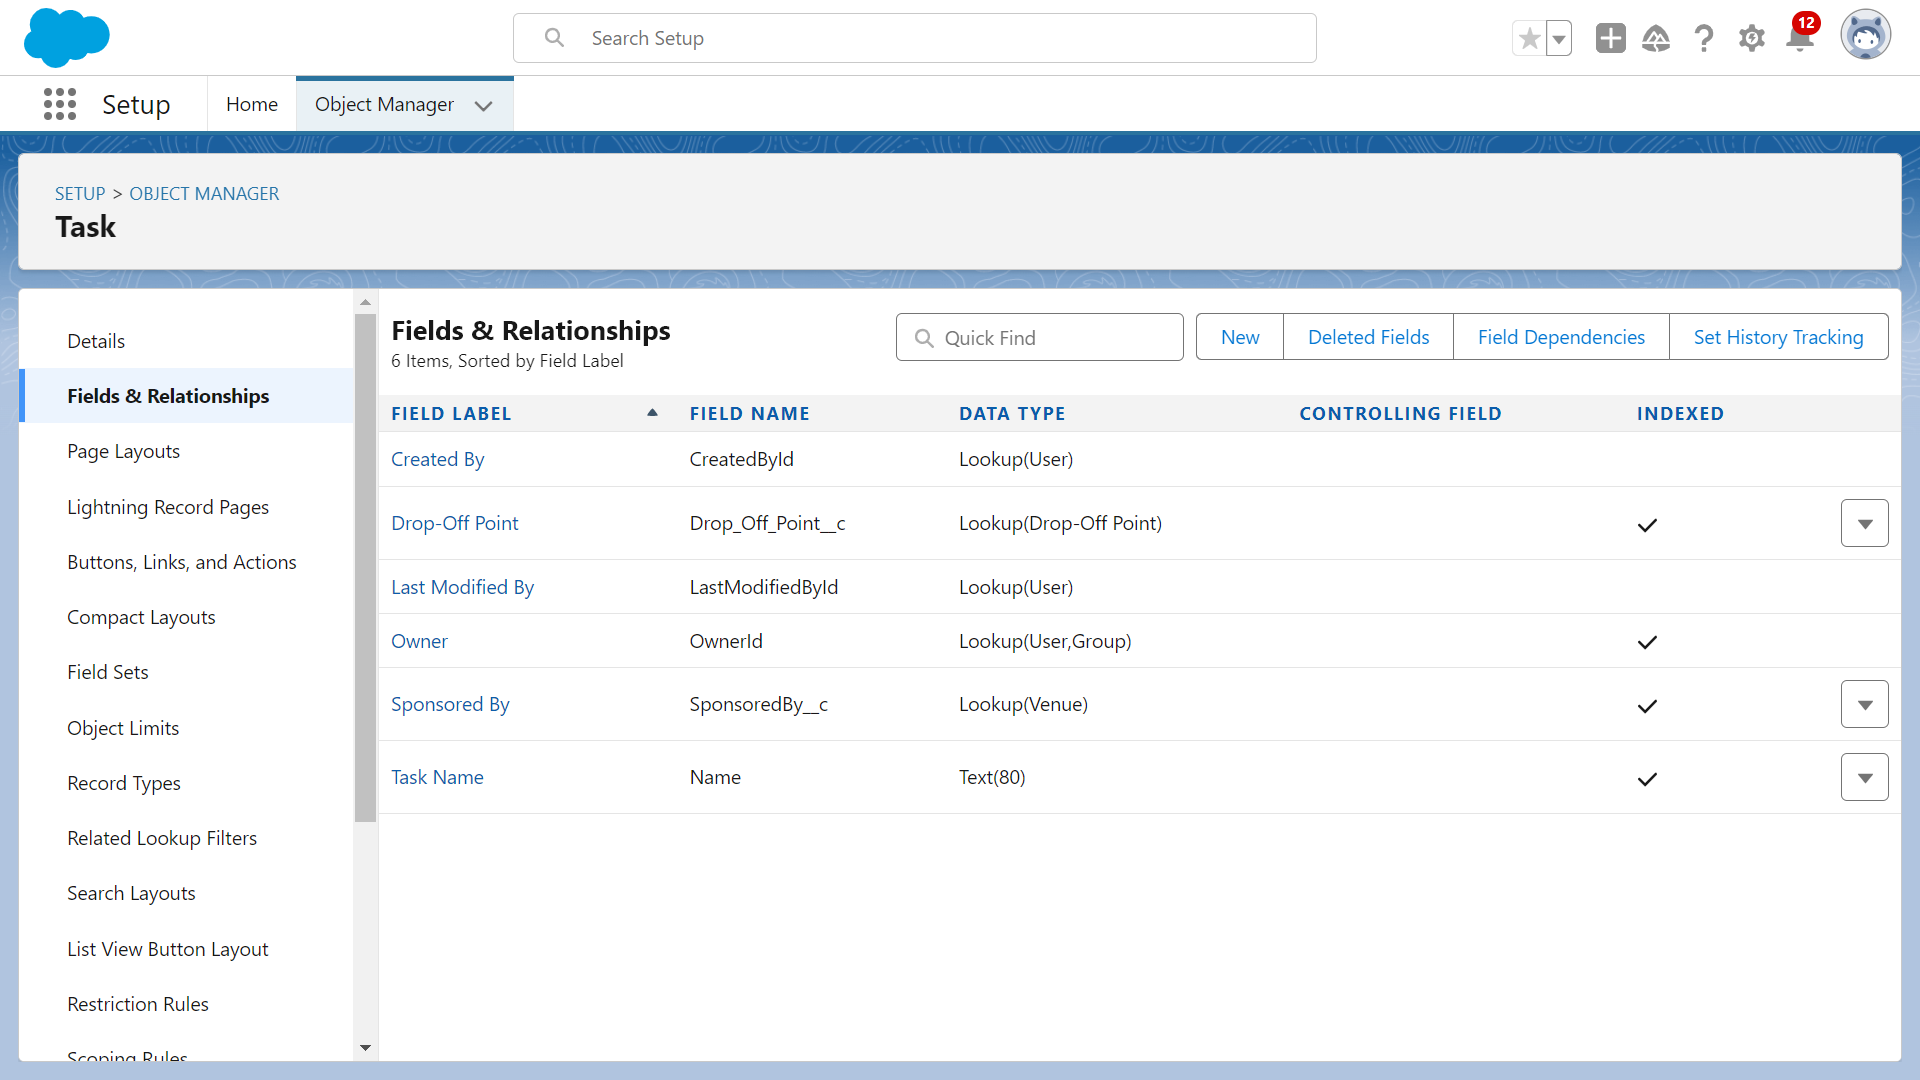 Search Setup
12
Setup
Home
Object Manager
SETUP > OBJECT MANAGER
Task
Details
Fields & Relationships
Page Layouts
Lightning Record Pages
Buttons, Links, and Actions
Compact Layouts
Field Sets
Object Limits
Record Types
Related Lookup Filters
Search Layouts
List View Button Layout
Restriction Rules
Scoping Rules
Fields & Relationships
6 Items, Sorted by Field Label
Quick Find
New
Deleted Fields
Field Dependencies
Set History Tracking
FIELD LABEL FIELD NAME DATA TYPE CONTROLLING FIELD INDEXED
Created By CreatedById Lookup(User)
Drop-Off Point Drop_Off_Point__c Lookup(Drop-Off Point)
Last Modified By LastModifiedById Lookup(User)
Owner OwnerId Lookup(User,Group)
Sponsored By SponsoredBy__c Lookup(Venue)
Task Name Name Text(80)